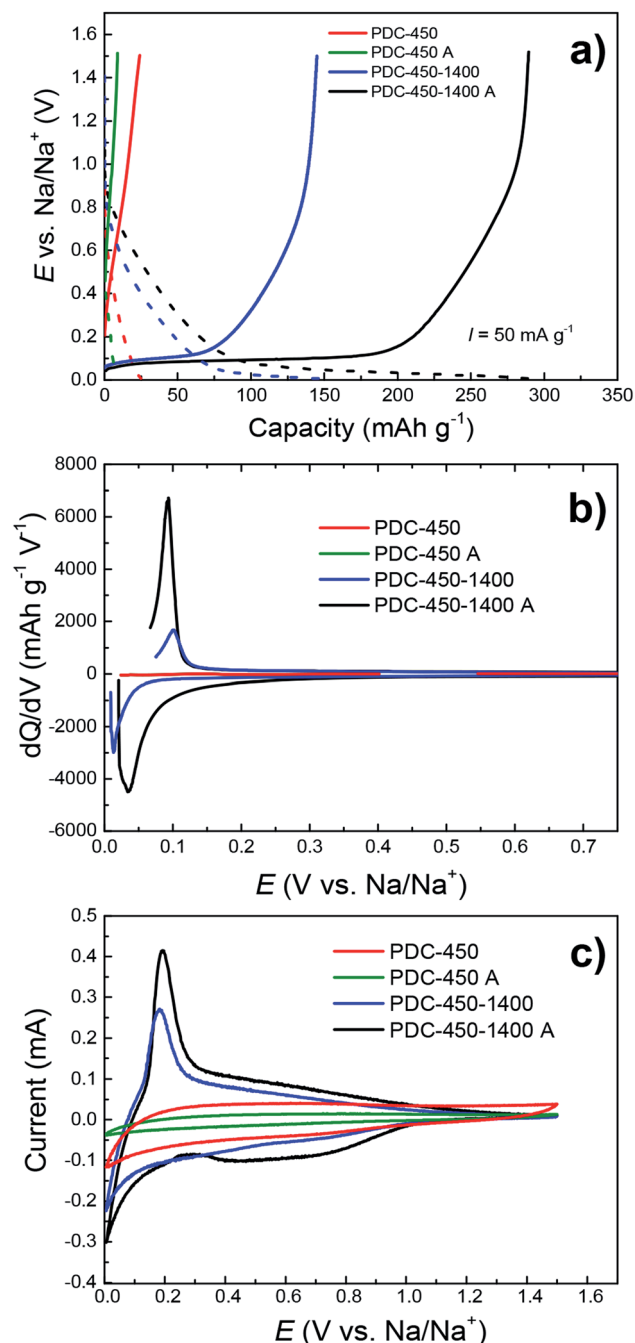 a)
PDC-450
PDC-450 A
PDC-450-1400
PDC-450-1400 A
E vs. Na/Na⁺ (V)
1.6
1.4
1.2
1.0
0.8
0.6
0.4
0.2
0.0
I = 50 mA g⁻¹
0 50 100 150 200 250 300 350
Capacity (mAh g⁻¹)
b)
PDC-450
PDC-450 A
PDC-450-1400
PDC-450-1400 A
dQ/dV (mAh g⁻¹ V⁻¹)
8000
6000
4000
2000
0
-2000
-4000
-6000
0.0 0.1 0.2 0.3 0.4 0.5 0.6 0.7
E (V vs. Na/Na⁺)
c)
PDC-450
PDC-450 A
PDC-450-1400
PDC-450-1400 A
Current (mA)
0.5
0.4
0.3
0.2
0.1
0.0
-0.1
-0.2
-0.3
-0.4
0.0 0.2 0.4 0.6 0.8 1.0 1.2 1.4 1.6
E (V vs. Na/Na⁺)